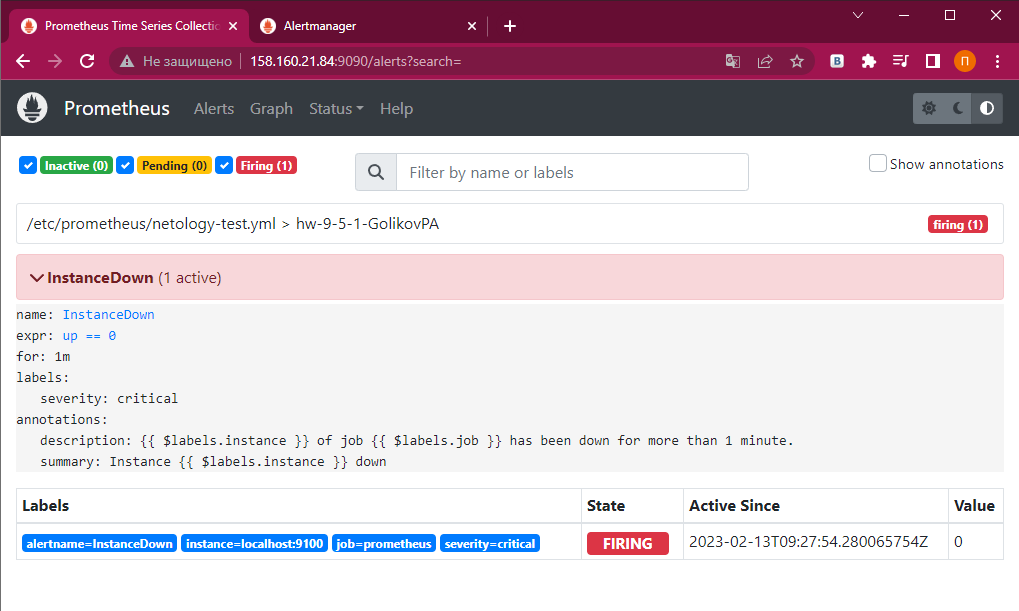 Prometheus Time Series Collectio
Alertmanager
Не защищено 158.160.21.84:9090/alerts?search=
B
П
Prometheus Alerts Graph Status Help
Inactive (0) Pending (0) Firing (1)
Filter by name or labels
Show annotations
/etc/prometheus/netology-test.yml > hw-9-5-1-GolikovPA
firing (1)
InstanceDown (1 active)
name: InstanceDown
expr: up == 0
for: 1m
labels:
severity: critical
annotations:
description: {{ $labels.instance }} of job {{ $labels.job }} has been down for more than 1 minute.
summary: Instance {{ $labels.instance }} down
Labels State Active Since Value
alertname=InstanceDown instance=localhost:9100 job=prometheus severity=critical FIRING 2023-02-13T09:27:54.280065754Z 0